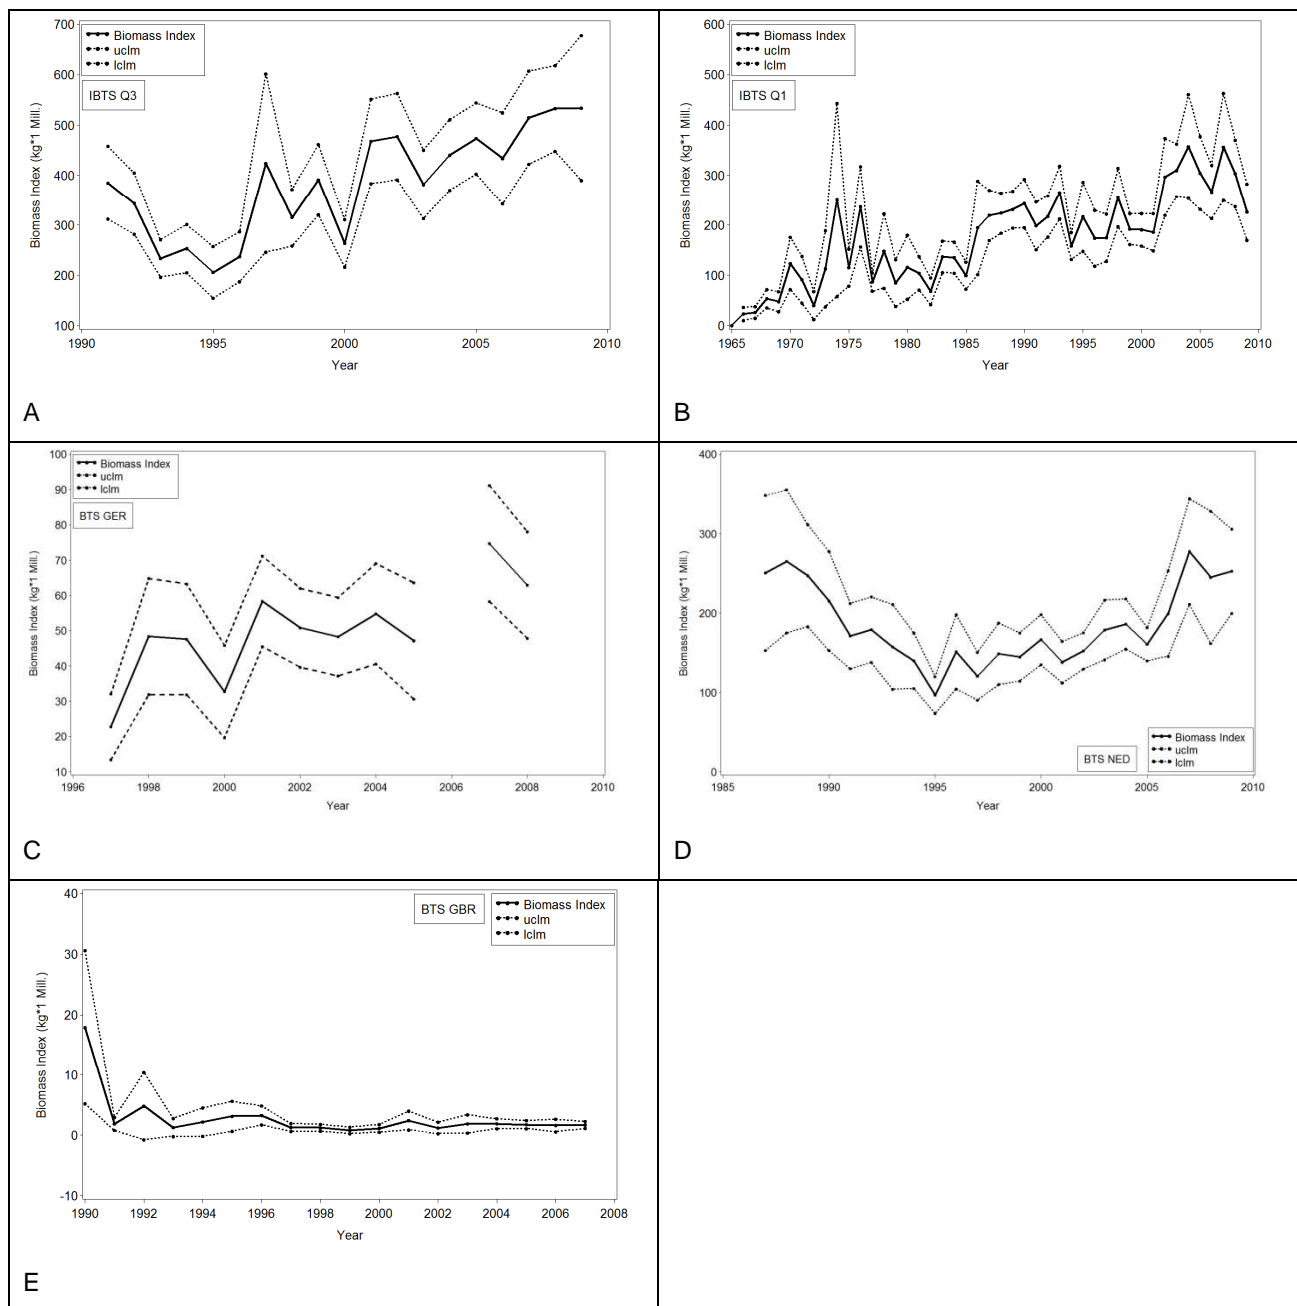 700
600
500
400
300
200
100
Biomass Index (kg*1 Mill.)
Biomass Index
uclm
lclm
IBTS Q3
1990 1995 2000 2005 2010
Year
A
600
500
400
300
200
100
0
Biomass Index (kg*1 Mill.)
Biomass Index
uclm
lclm
IBTS Q1
1965 1970 1975 1980 1985 1990 1995 2000 2005 2010
Year
B
100
90
80
70
60
50
40
30
20
10
Biomass Index (kg*1 Mill.)
Biomass Index
uclm
lclm
BTS GER
1996 1998 2000 2002 2004 2006 2008 2010
Year
C
400
300
200
100
0
Biomass Index (kg*1 Mill.)
Biomass Index
uclm
lclm
BTS NED
1985 1990 1995 2000 2005 2010
Year
D
40
30
20
10
0
-10
Biomass Index (kg*1 Mill.)
BTS GBR
Biomass Index
uclm
lclm
1990 1992 1994 1996 1998 2000 2002 2004 2006 2008
Year
E